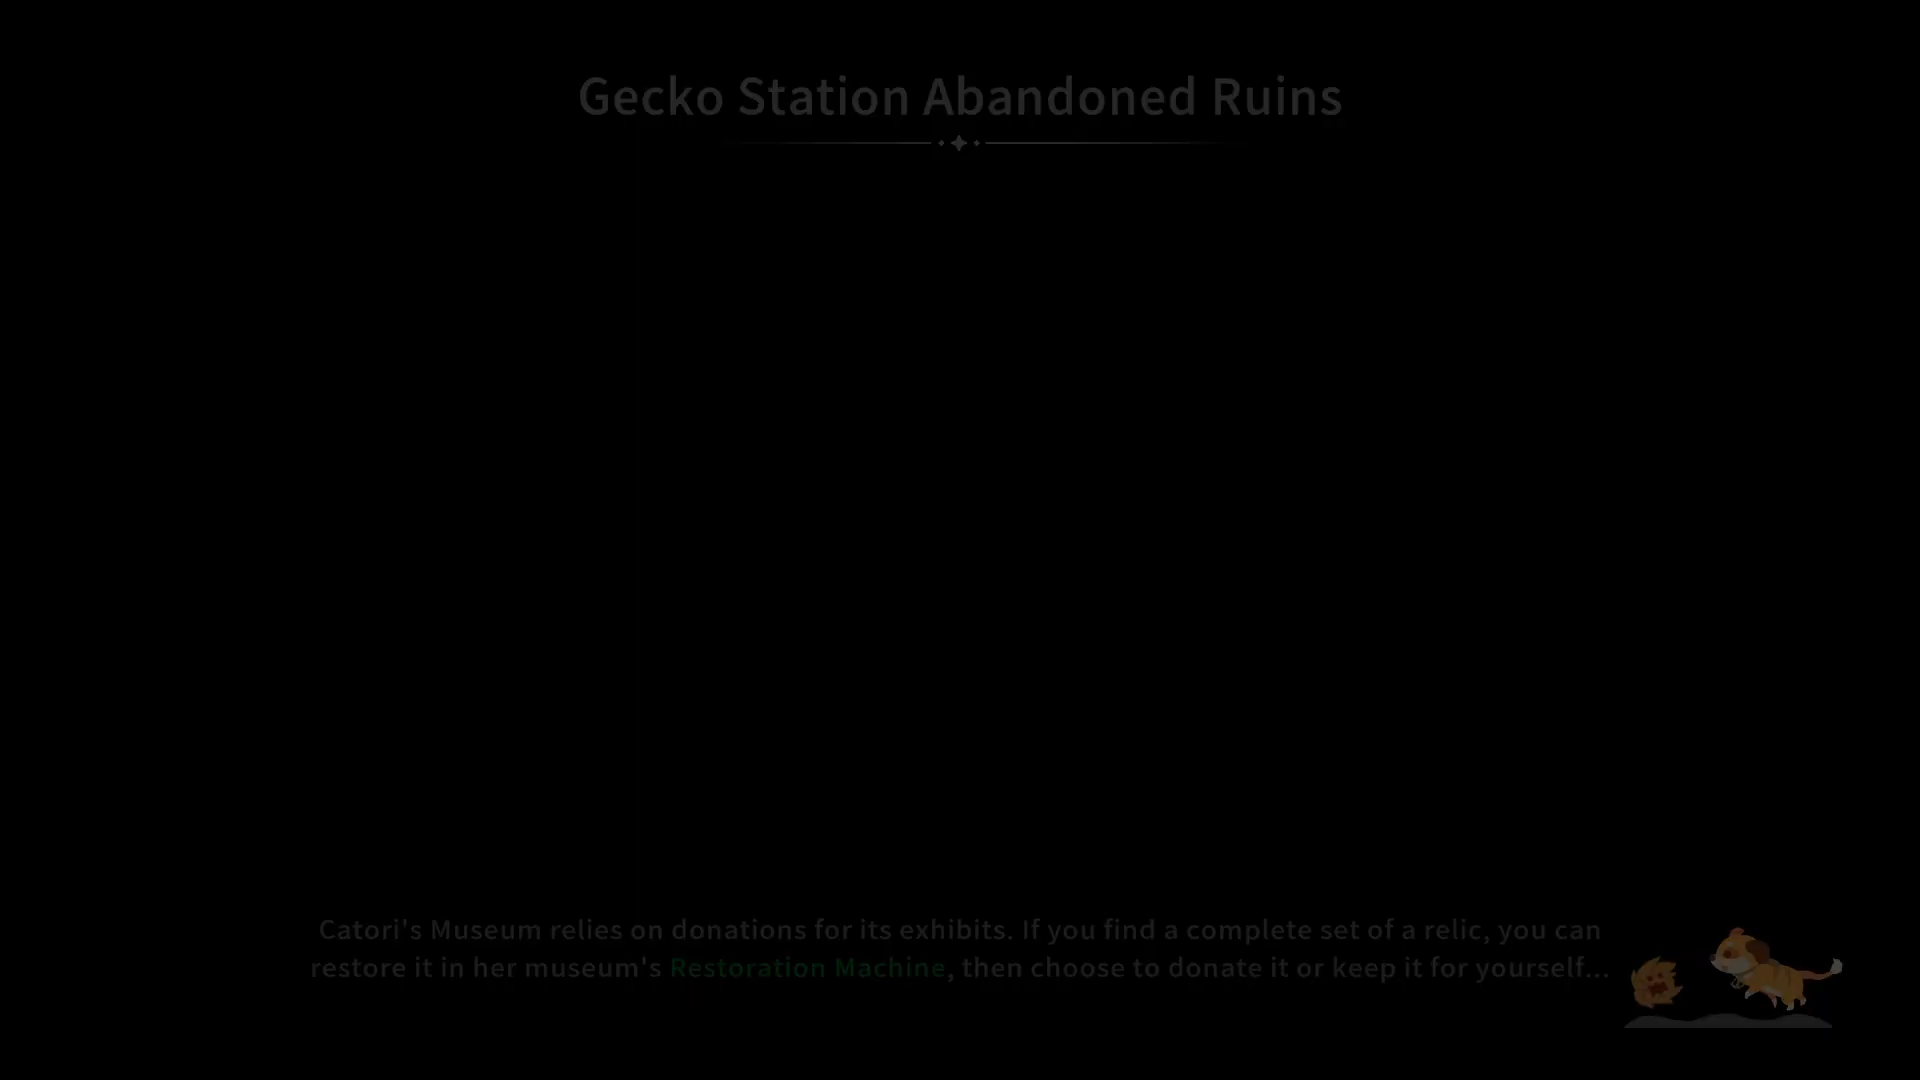 Gecko Station Abandoned Ruins
Catori's Museum relies on donations for its exhibits. If you find a complete set of a relic, you can
restore it in her museum's Restoration Machine, then choose to donate it or keep it for yourself...